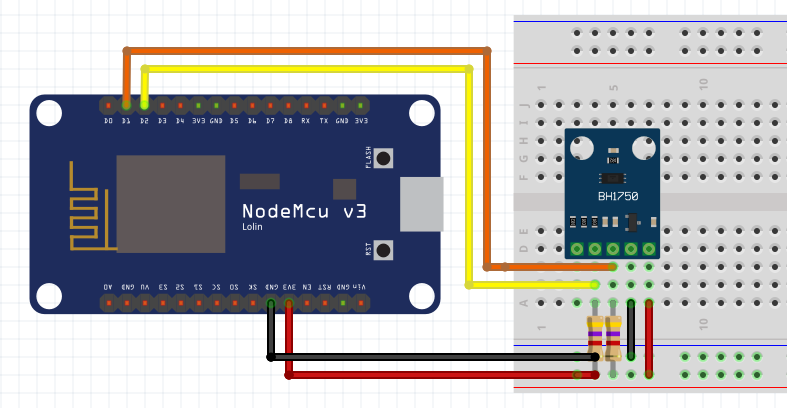 D0 D1 D2 D3 D4 3V3 GND D5 D6 D7 D8 RX TX GND 3V3
FLASH
NodeMcu v3
Lolin
RST
A0 GND VU S3 S2 S1 SC S0 SK GND 3V3 EN RST GND Vin
1 5 10
J
I
H
G
F
BH1750
E
D
A
1 10